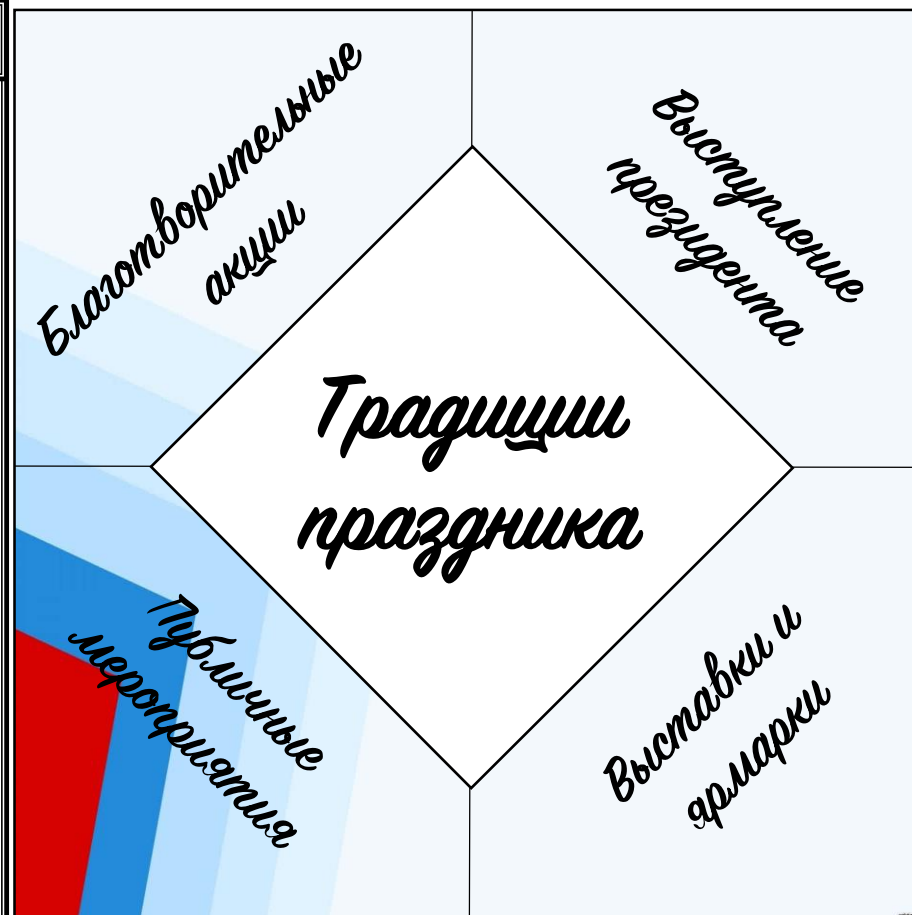 Благотворительные
акции
Выступление
президента
Традиции
праздника
Публичные
мероприятия
Выставки и
ярмарки